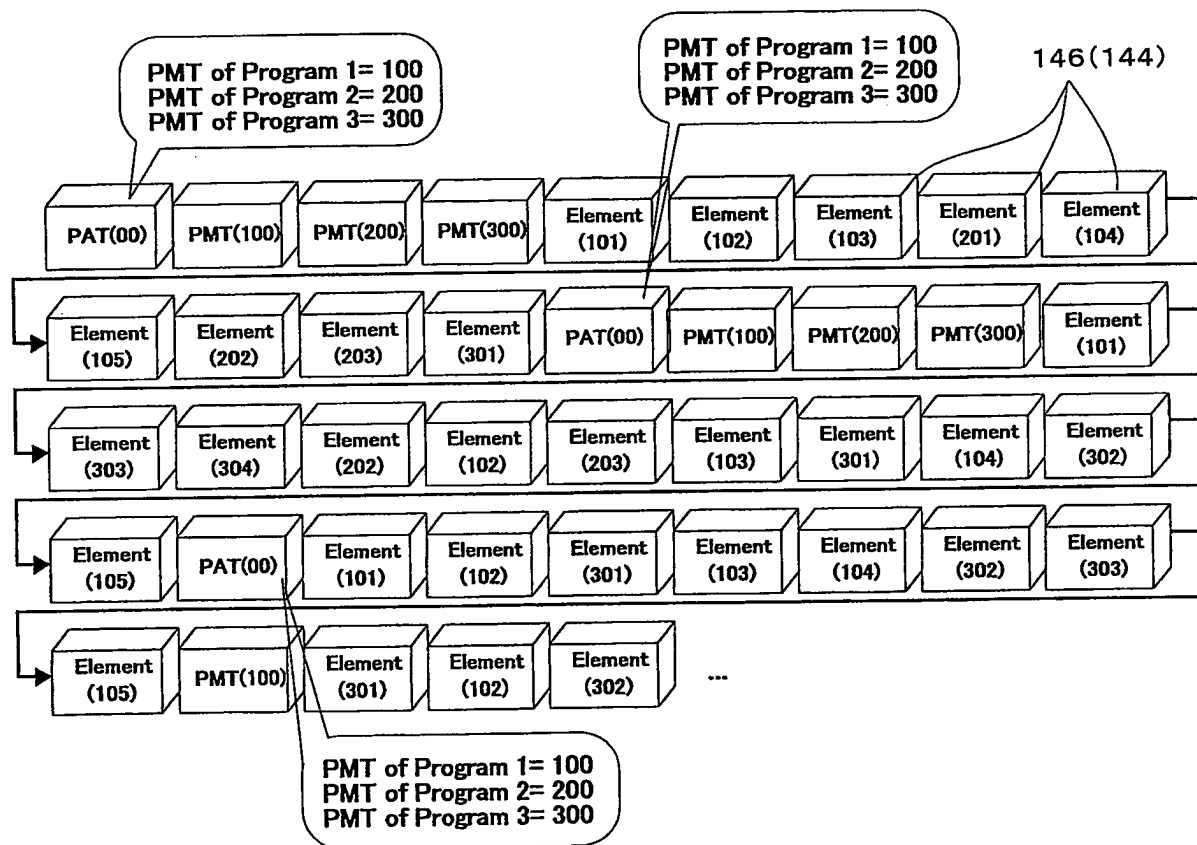 PMT of Program 1= 100
PMT of Program 2= 200
PMT of Program 3= 300
PMT of Program 1= 100
PMT of Program 2= 200
PMT of Program 3= 300
146(144)
PAT(00) PMT(100) PMT(200) PMT(300) Element (101) Element (102) Element (103) Element (201) Element (104)
Element (105) Element (202) Element (203) Element (301) PAT(00) PMT(100) PMT(200) PMT(300) Element (101)
Element (303) Element (304) Element (202) Element (102) Element (203) Element (103) Element (301) Element (104) Element (302)
Element (105) PAT(00) Element (101) Element (102) Element (301) Element (103) Element (104) Element (302) Element (303)
Element (105) PMT(100) Element (301) Element (102) Element (302) ...
PMT of Program 1= 100
PMT of Program 2= 200
PMT of Program 3= 300